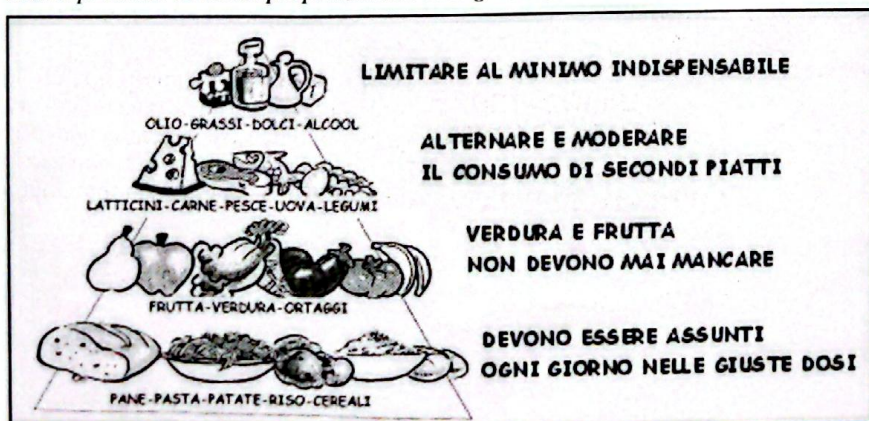 LIMITARE AL MINIMO INDISPENSABILE
OLIO-GRASSI-DOLCI-ALCOOL
ALTERNARE E MODERARE
IL CONSUMO DI SECONDI PIATTI
LATTICINI-CARNE-PESCE-UOVA-LEGUMI
VERDURA E FRUTTA
NON DEVONO MAI MANCARE
FRUTTA-VERDURA-ORTAGGI
DEVONO ESSERE ASSUNTI
OGNI GIORNO NELLE GIUSTE DOSI
PANE-PASTA-PATATE-RISO-CEREALI